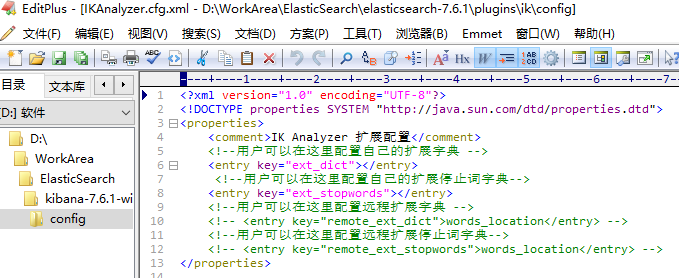 EditPlus - [IKAnalyzer.cfg.xml - D:\WorkArea\ElasticSearch\elasticsearch-7.6.1\plugins\ik\config]
文件(F) 编辑(E) 视图(V) 搜索(S) 文档(D) 方案(P) 工具(T) 浏览器(B) Emmet 窗口(W) 帮助(H)
目录 文本库
[D:] 软件
D:\
WorkArea
ElasticSearch
kibana-7.6.1-wi
config
----+----1----+----2----+----3----+----4----+----5----+----6----+----7-
1 <?xml version="1.0" encoding="UTF-8"?>
2 <!DOCTYPE properties SYSTEM "http://java.sun.com/dtd/properties.dtd">
3 <properties>
4 <comment>IK Analyzer 扩展配置</comment>
5 <!--用户可以在这里配置自己的扩展字典 -->
6 <entry key="ext_dict"></entry>
7 <!--用户可以在这里配置自己的扩展停止词字典-->
8 <entry key="ext_stopwords"></entry>
9 <!--用户可以在这里配置远程扩展字典 -->
10 <!-- <entry key="remote_ext_dict">words_location</entry> -->
11 <!--用户可以在这里配置远程扩展停止词字典-->
12 <!-- <entry key="remote_ext_stopwords">words_location</entry> -->
13 </properties>
14